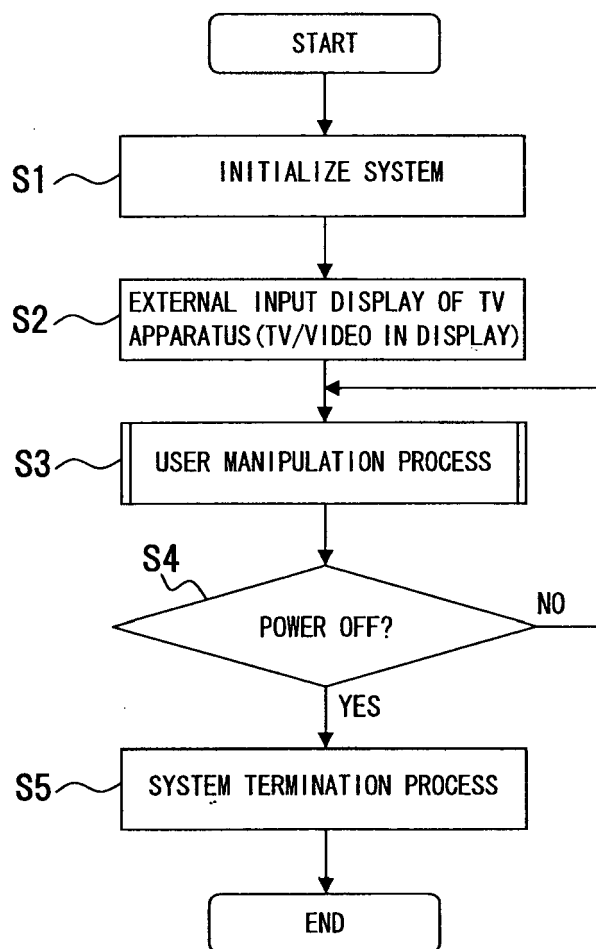 START
S1
INITIALIZE SYSTEM
S2
EXTERNAL INPUT DISPLAY OF TV
APPARATUS(TV/VIDEO IN DISPLAY)
S3
USER MANIPULATION PROCESS
S4
POWER OFF?
NO
YES
S5
SYSTEM TERMINATION PROCESS
END